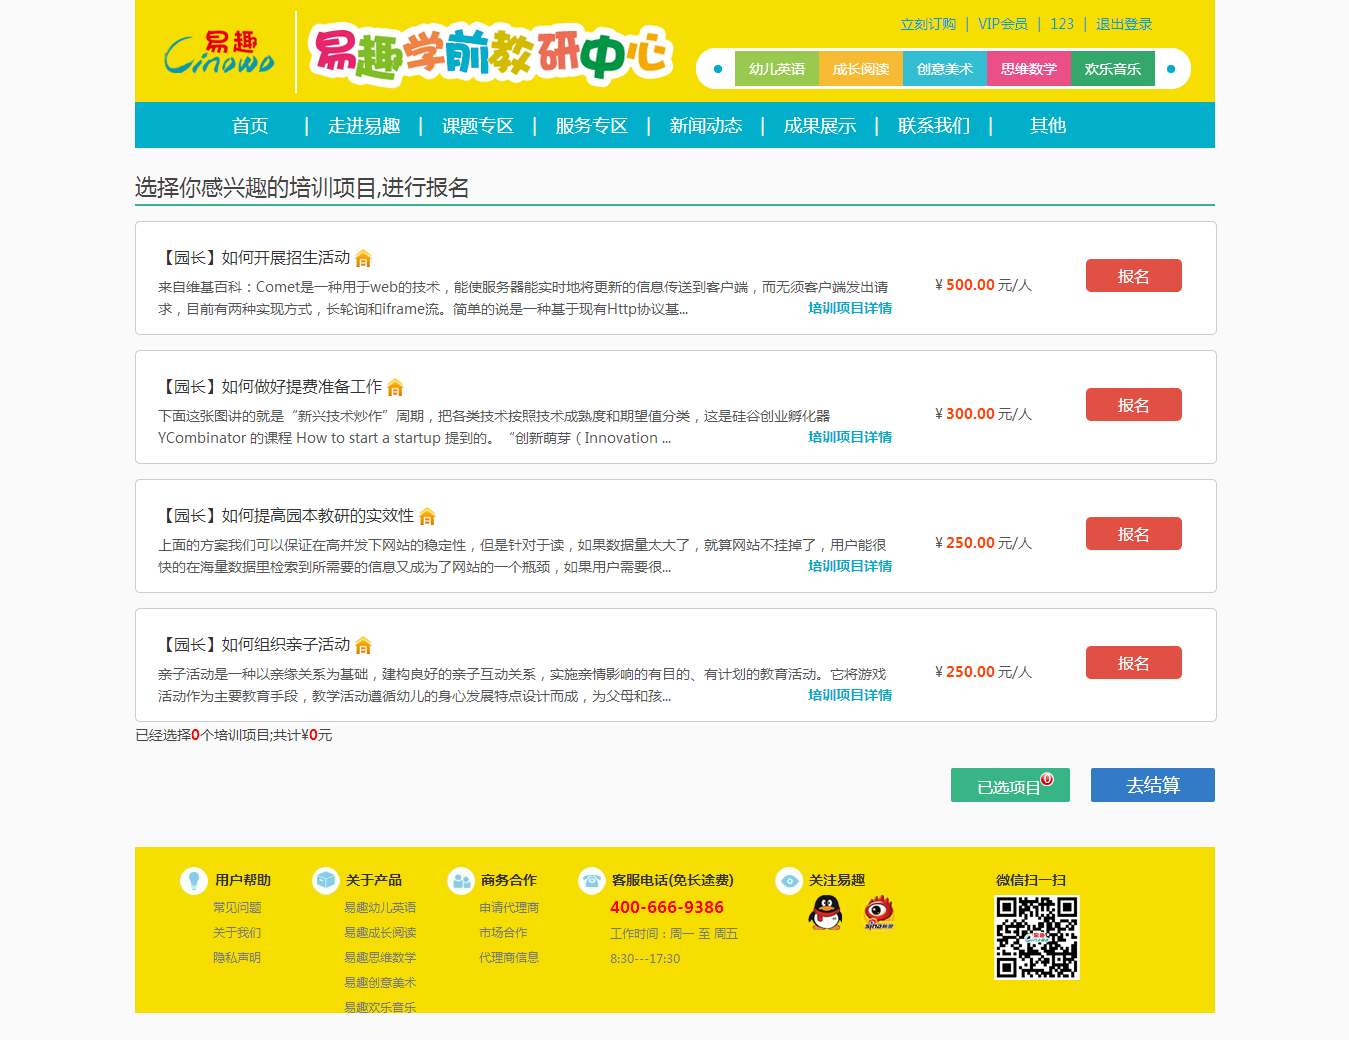 立刻订购 | VIP会员 | 123 | 退出登录
易趣
Cinowo
易趣学前教研中心
幼儿英语 成长阅读 创意美术 思维数学 欢乐音乐
首页 | 走进易趣 | 课题专区 | 服务专区 | 新闻动态 | 成果展示 | 联系我们 | 其他
选择你感兴趣的培训项目,进行报名
【园长】如何开展招生活动
来自维基百科：Comet是一种用于web的技术，能使服务器能实时地将更新的信息传送到客户端，而无须客户端发出请
求，目前有两种实现方式，长轮询和iframe流。简单的说是一种基于现有Http协议基...
培训项目详情
¥ 500.00 元/人
报名
【园长】如何做好提费准备工作
下面这张图讲的就是“新兴技术炒作”周期，把各类技术按照技术成熟度和期望值分类，这是硅谷创业孵化器
YCombinator 的课程 How to start a startup 提到的。 “创新萌芽（Innovation ...
培训项目详情
¥ 300.00 元/人
报名
【园长】如何提高园本教研的实效性
上面的方案我们可以保证在高并发下网站的稳定性，但是针对于读，如果数据量太大了，就算网站不挂掉了，用户能很
快的在海量数据里检索到所需要的信息又成为了网站的一个瓶颈，如果用户需要很...
培训项目详情
¥ 250.00 元/人
报名
【园长】如何组织亲子活动
亲子活动是一种以亲缘关系为基础，建构良好的亲子互动关系，实施亲情影响的有目的、有计划的教育活动。它将游戏
活动作为主要教育手段，教学活动遵循幼儿的身心发展特点设计而成，为父母和孩...
培训项目详情
¥ 250.00 元/人
报名
已经选择0个培训项目;共计¥0元
已选项目 0
去结算
用户帮助
常见问题
关于我们
隐私声明
关于产品
易趣幼儿英语
易趣成长阅读
易趣思维数学
易趣创意美术
易趣欢乐音乐
商务合作
申请代理商
市场合作
代理商信息
客服电话(免长途费)
400-666-9386
工作时间：周一 至 周五
8:30---17:30
关注易趣
sina
微信扫一扫